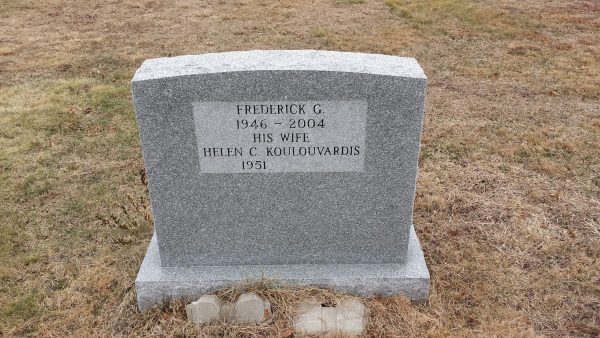 FREDERICK G.
1946 ~ 2004
HIS WIFE
HELEN C. KOULOUVARDIS
1951